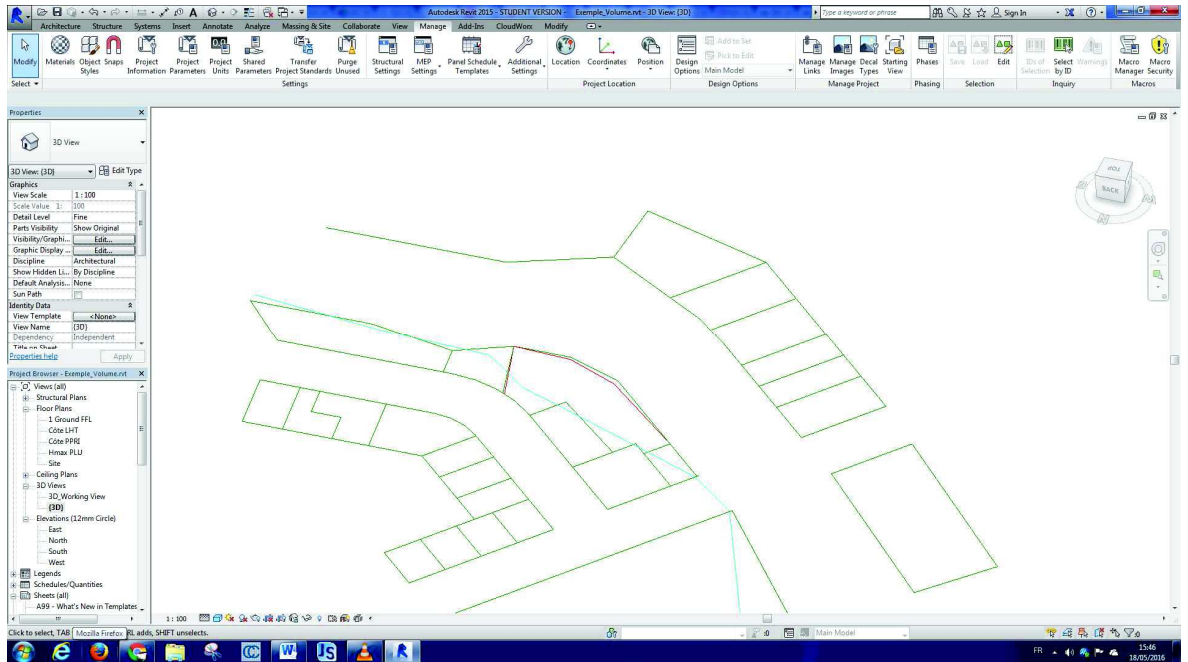 Autodesk Revit 2015 - STUDENT VERSION - Exemple_Volume.rvt - 3D View: {3D}
Type a keyword or phrase
Sign In
Architecture Structure Systems Insert Annotate Analyze Massing & Site Collaborate View Manage Add-Ins CloudWorx Modify
Modify
Materials
Object Styles
Snaps
Project Information
Project Parameters
Project Units
Shared Parameters
Transfer Project Standards
Purge Unused
Structural Settings
MEP Settings
Panel Schedule Templates
Additional Settings
Location
Coordinates
Position
Design Options
Add to Set
Pick to Edit
Main Model
Manage Links
Manage Images
Decal Types
Starting View
Phases
Save
Load
Edit
IDs of Selection
Select by ID
Warnings
Macro Manager
Macro Security
Select
Settings
Project Location
Design Options
Manage Project
Phasing
Selection
Inquiry
Macros
Properties
3D View
3D View: {3D}
Edit Type
Graphics
View Scale 1 : 100
Scale Value 1: 100
Detail Level Fine
Parts Visibility Show Original
Visibility/Graphi... Edit...
Graphic Display ... Edit...
Discipline Architectural
Show Hidden Li... By Discipline
Default Analysis... None
Sun Path
Identity Data
View Template <None>
View Name {3D}
Dependency Independent
Title on Sheet
Properties help
Apply
Project Browser - Exemple_Volume.rvt
Views (all)
Structural Plans
Floor Plans
1 Ground FFL
Côte LHT
Côte PPRI
Hmax PLU
Site
Ceiling Plans
3D Views
3D_Working View
{3D}
Elevations (12mm Circle)
East
North
South
West
Legends
Schedules/Quantities
Sheets (all)
A99 - What's New in Templates
TOP
BACK
N
1 : 100
Click to select, TAB
Mozilla Firefox
RL adds, SHIFT unselects.
:0
Main Model
:0
FR
15:46
18/05/2016